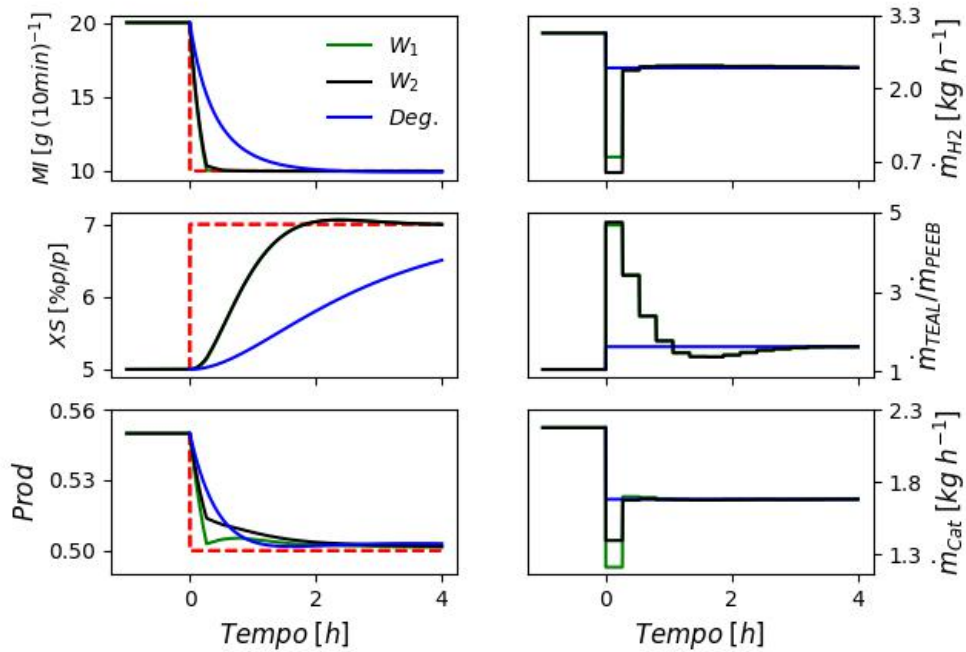 MI [g (10min)⁻¹]
20
15
10
W₁
W₂
Deg.
3.3
2.0
0.7
ṁ_H2 [kg h⁻¹]
XS [%p/p]
7
6
5
5
3
1
ṁ_TEAL/ṁ_PEEB
Prod
0.56
0.53
0.50
0 2 4
Tempo [h]
2.3
1.8
1.3
ṁ_Cat [kg h⁻¹]
0 2 4
Tempo [h]